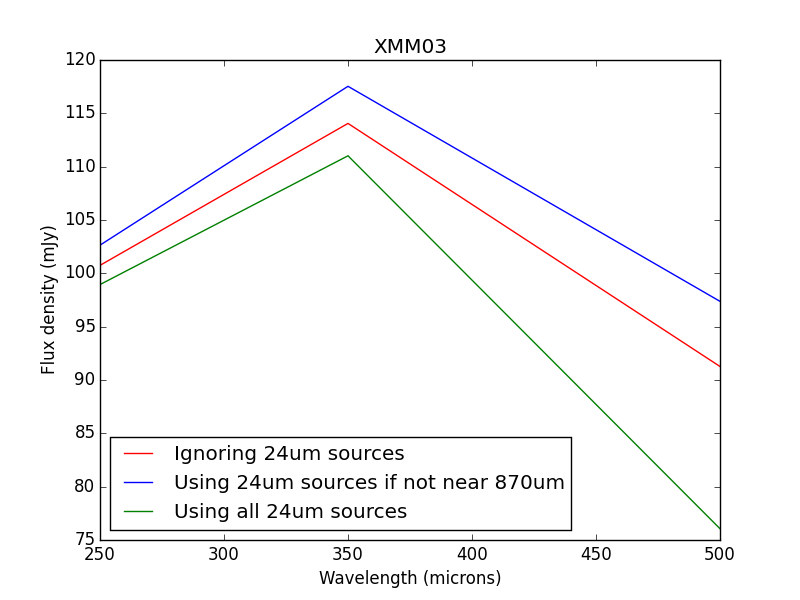 XMM03
120
115
110
105
100
95
90
85
80
75
Flux density (mJy)
Ignoring 24um sources
Using 24um sources if not near 870um
Using all 24um sources
250 300 350 400 450 500
Wavelength (microns)